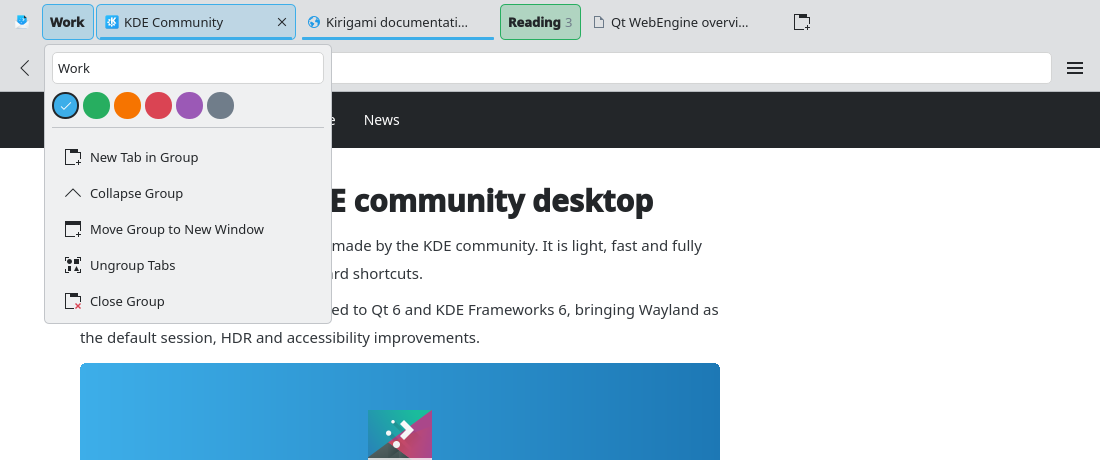 Work
KDE Community
Kirigami documentati...
Reading 3
Qt WebEngine overvi...
Work
e
News
New Tab in Group
Collapse Group
Move Group to New Window
Ungroup Tabs
Close Group
E community desktop
made by the KDE community. It is light, fast and fully
rd shortcuts.
ed to Qt 6 and KDE Frameworks 6, bringing Wayland as
the default session, HDR and accessibility improvements.